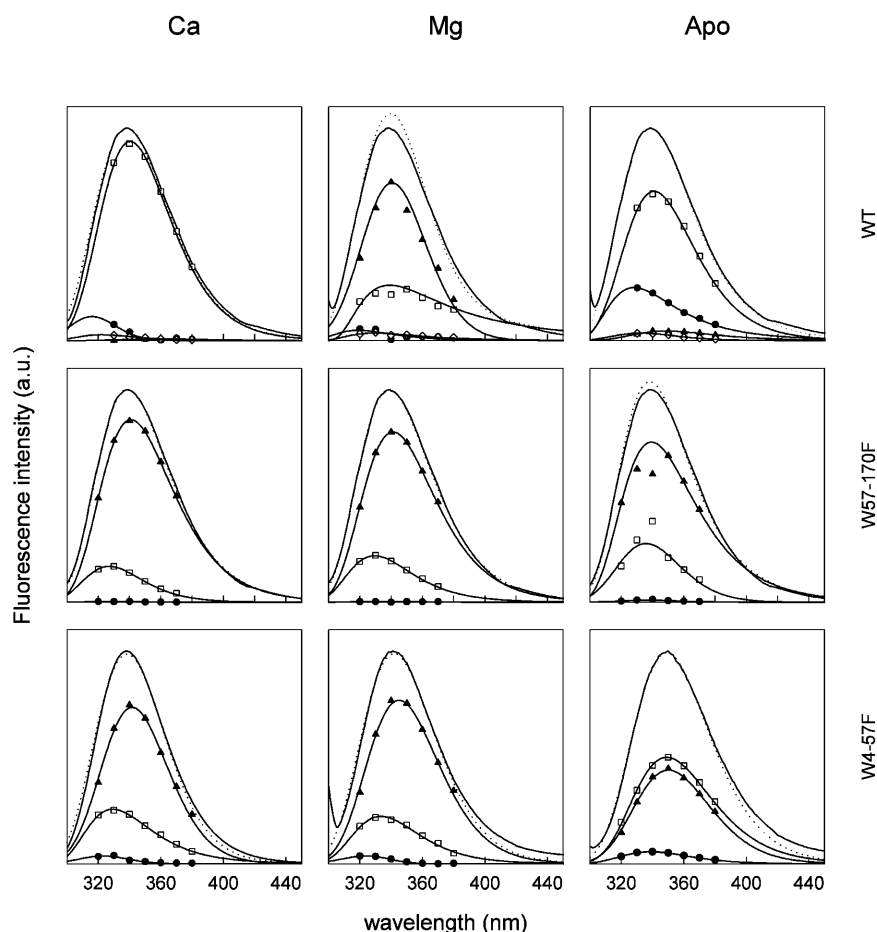 Ca Mg Apo
WT
W57-170F
W4-57F
Fluorescence intensity (a.u.)
320 360 400 440 320 360 400 440 320 360 400 440
wavelength (nm)